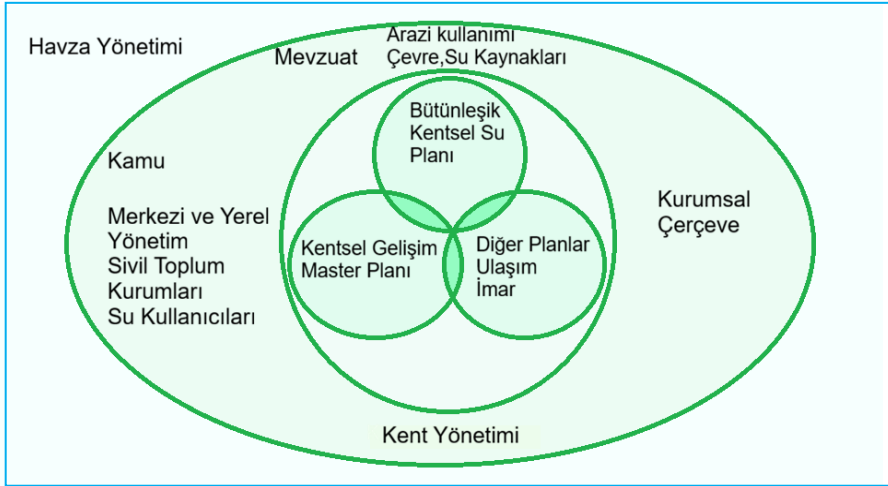 Havza Yönetimi
Mevzuat
Arazi kullanımı
Çevre,Su Kaynakları
Bütünleşik
Kentsel Su
Planı
Kamu
Merkezi ve Yerel
Yönetim
Sivil Toplum
Kurumları
Su Kullanıcıları
Kentsel Gelişim
Master Planı
Diğer Planlar
Ulaşım
İmar
Kurumsal
Çerçeve
Kent Yönetimi